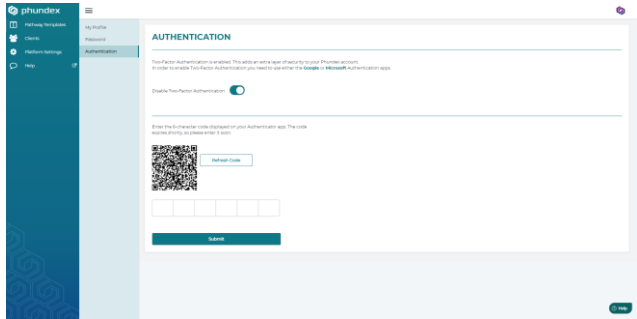 phundex
Pathway Templates
Clients
Platform Settings
Help
My Profile
Password
Authentication
AUTHENTICATION
Two-Factor Authentication is enabled. This adds an extra layer of security to your Phundex account.
In order to enable Two-Factor Authentication you need to use either the Google or Microsoft Authentication apps
Disable Two-Factor Authentication
Enter the 6-character code displayed on your Authenticator app. The code
expires shortly, so please enter it soon.
Refresh Code
Submit
Help